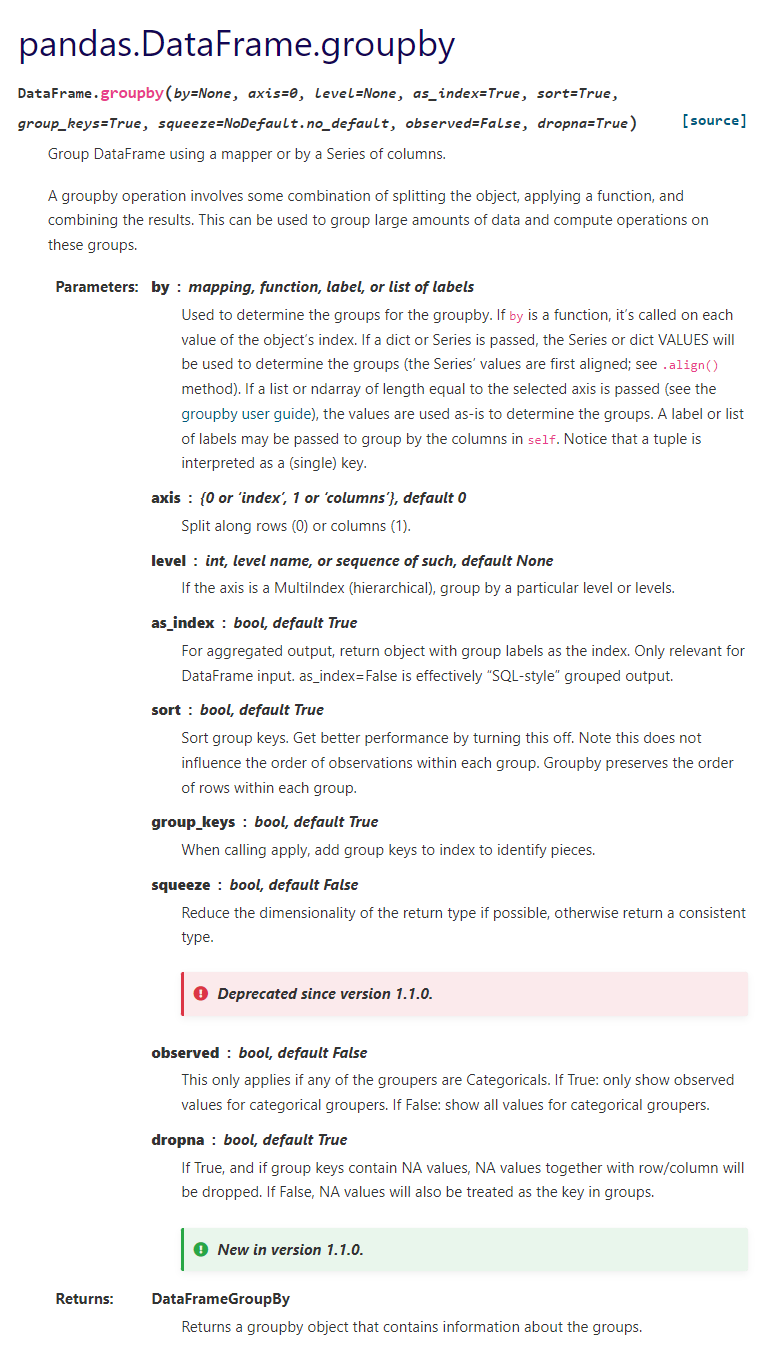 pandas.DataFrame.groupby
DataFrame.groupby(by=None, axis=0, level=None, as_index=True, sort=True,
group_keys=True, squeeze=NoDefault.no_default, observed=False, dropna=True) [source]
Group DataFrame using a mapper or by a Series of columns.
A groupby operation involves some combination of splitting the object, applying a function, and
combining the results. This can be used to group large amounts of data and compute operations on
these groups.
Parameters: by : mapping, function, label, or list of labels
Used to determine the groups for the groupby. If by is a function, it’s called on each
value of the object’s index. If a dict or Series is passed, the Series or dict VALUES will
be used to determine the groups (the Series’ values are first aligned; see .align()
method). If a list or ndarray of length equal to the selected axis is passed (see the
groupby user guide), the values are used as-is to determine the groups. A label or list
of labels may be passed to group by the columns in self. Notice that a tuple is
interpreted as a (single) key.
axis : {0 or ‘index’, 1 or ‘columns’}, default 0
Split along rows (0) or columns (1).
level : int, level name, or sequence of such, default None
If the axis is a MultiIndex (hierarchical), group by a particular level or levels.
as_index : bool, default True
For aggregated output, return object with group labels as the index. Only relevant for
DataFrame input. as_index=False is effectively “SQL-style” grouped output.
sort : bool, default True
Sort group keys. Get better performance by turning this off. Note this does not
influence the order of observations within each group. Groupby preserves the order
of rows within each group.
group_keys : bool, default True
When calling apply, add group keys to index to identify pieces.
squeeze : bool, default False
Reduce the dimensionality of the return type if possible, otherwise return a consistent
type.
Deprecated since version 1.1.0.
observed : bool, default False
This only applies if any of the groupers are Categoricals. If True: only show observed
values for categorical groupers. If False: show all values for categorical groupers.
dropna : bool, default True
If True, and if group keys contain NA values, NA values together with row/column will
be dropped. If False, NA values will also be treated as the key in groups.
New in version 1.1.0.
Returns: DataFrameGroupBy
Returns a groupby object that contains information about the groups.